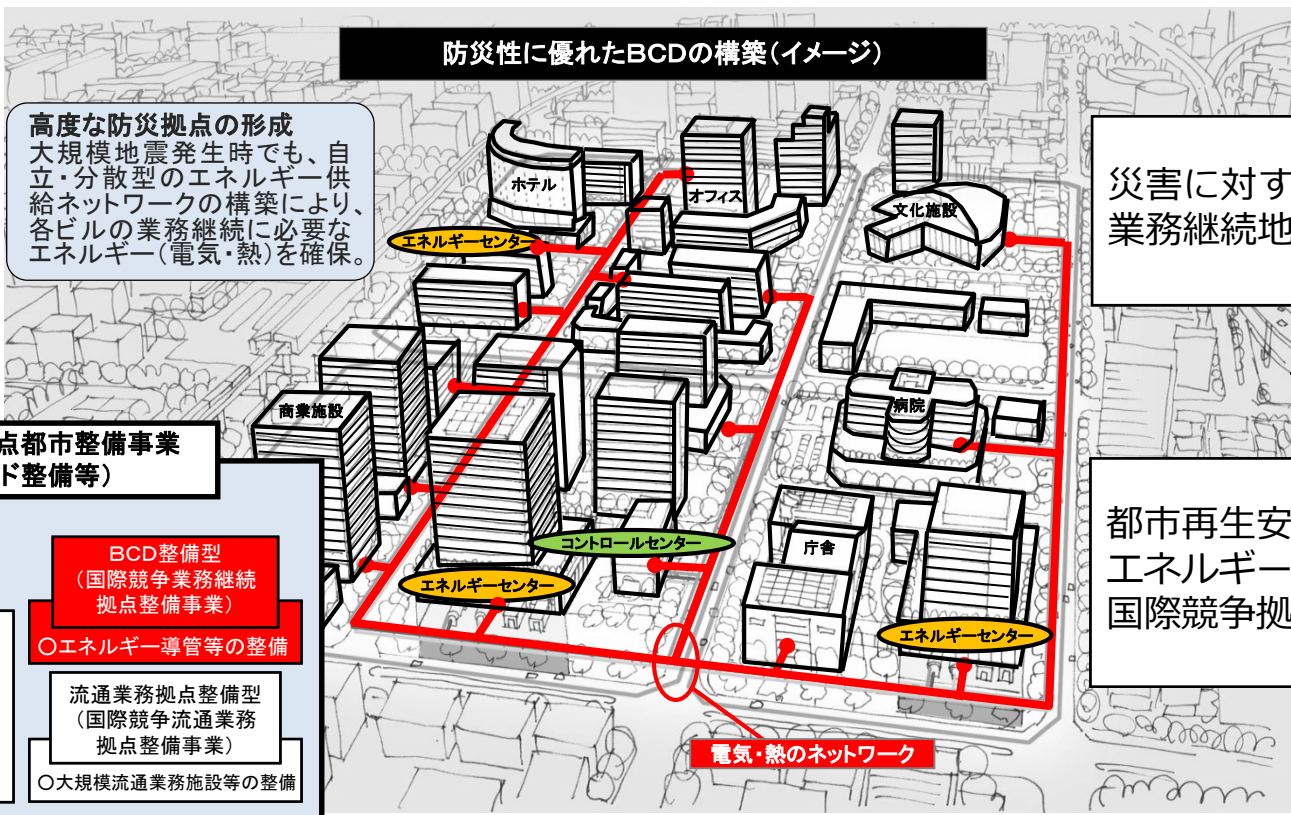 防災性に優れたBCDの構築(イメージ)
高度な防災拠点の形成
大規模地震発生時でも、自
立・分散型のエネルギー供
給ネットワークの構築により、
各ビルの業務継続に必要な
エネルギー(電気・熱)を確保。
災害に対す
業務継続地
ホテル
オフィス
文化施設
エネルギーセンター
商業施設
病院
点都市整備事業
ド整備等)
コントロールセンター
庁舎
エネルギーセンター
エネルギーセンター
都市再生安
エネルギー
国際競争拠
BCD整備型
(国際競争業務継続
拠点整備事業)
○エネルギー導管等の整備
流通業務拠点整備型
(国際競争流通業務
拠点整備事業)
○大規模流通業務施設等の整備
電気・熱のネットワーク